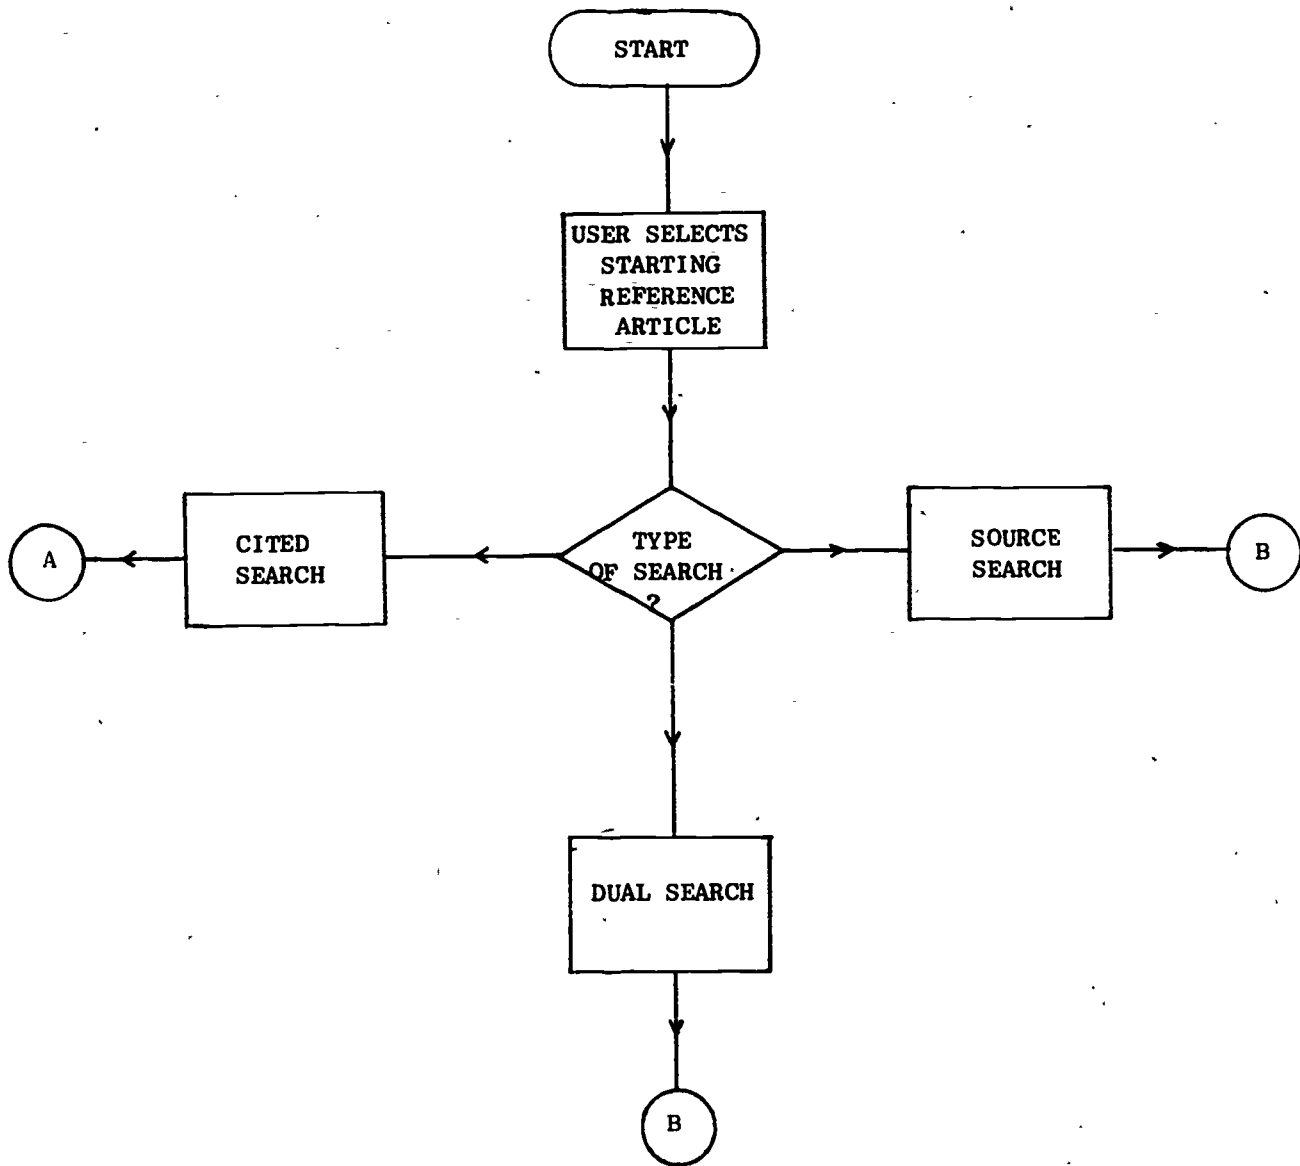 START
USER SELECTS
STARTING
REFERENCE
ARTICLE
A
CITED
SEARCH
TYPE
OF SEARCH
?
SOURCE
SEARCH
B
DUAL SEARCH
B